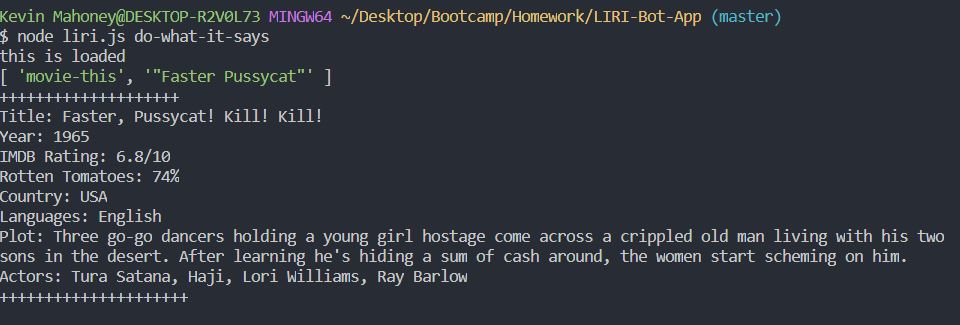 Kevin Mahoney@DESKTOP-R2V0L73 MINGW64 ~/Desktop/Bootcamp/Homework/LIRI-Bot-App (master)
$ node liri.js do-what-it-says
this is loaded
[ 'movie-this', '"Faster Pussycat"' ]
++++++++++++++++++++
Title: Faster, Pussycat! Kill! Kill!
Year: 1965
IMDB Rating: 6.8/10
Rotten Tomatoes: 74%
Country: USA
Languages: English
Plot: Three go-go dancers holding a young girl hostage come across a crippled old man living with his two
sons in the desert. After learning he's hiding a sum of cash around, the women start scheming on him.
Actors: Tura Satana, Haji, Lori Williams, Ray Barlow
+++++++++++++++++++++